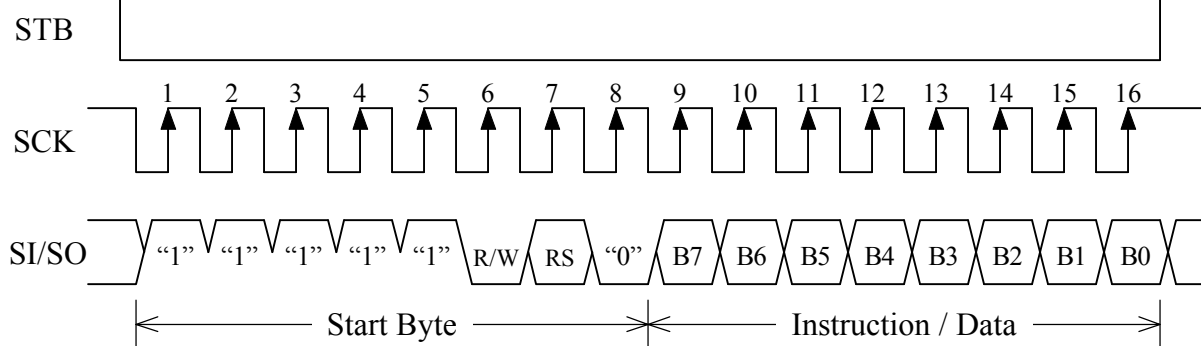 STB
1 2 3 4 5 6 7 8 9 10 11 12 13 14 15 16
SCK
SI/SO “1” “1” “1” “1” “1” R/W RS “0” B7 B6 B5 B4 B3 B2 B1 B0
Start Byte Instruction / Data